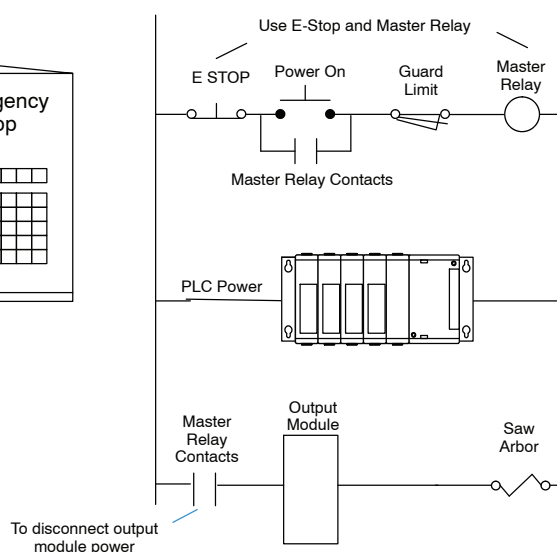 Use E-Stop and Master Relay
E STOP
Power On
Guard
Limit
Master
Relay
Master Relay Contacts
PLC Power
Master
Relay
Contacts
Output
Module
Saw
Arbor
To disconnect output
module power